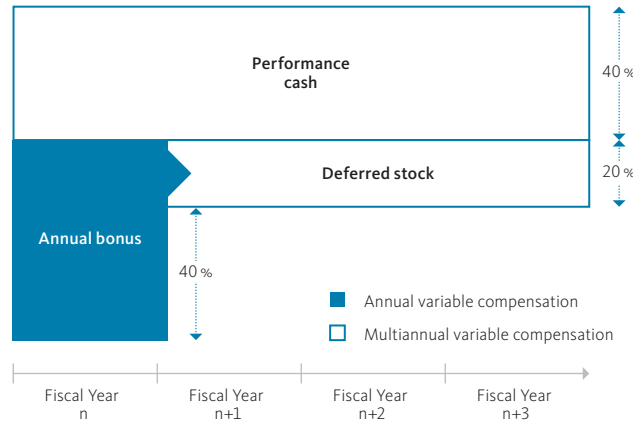 Performance
cash
40 %
Deferred stock
20 %
Annual bonus
40 %
Annual variable compensation
Multiannual variable compensation
Fiscal Year
n
Fiscal Year
n+1
Fiscal Year
n+2
Fiscal Year
n+3